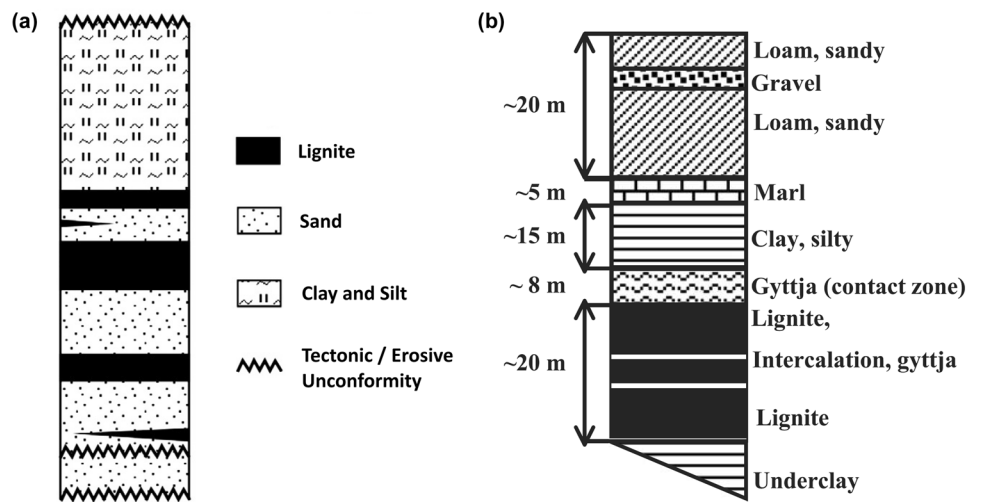 (a)
Lignite
Sand
Clay and Silt
Tectonic / Erosive
Unconformity
(b)
~20 m
~5 m
~15 m
~ 8 m
~20 m
Loam, sandy
Gravel
Loam, sandy
Marl
Clay, silty
Gyttja (contact zone)
Lignite,
Intercalation, gyttja
Lignite
Underclay